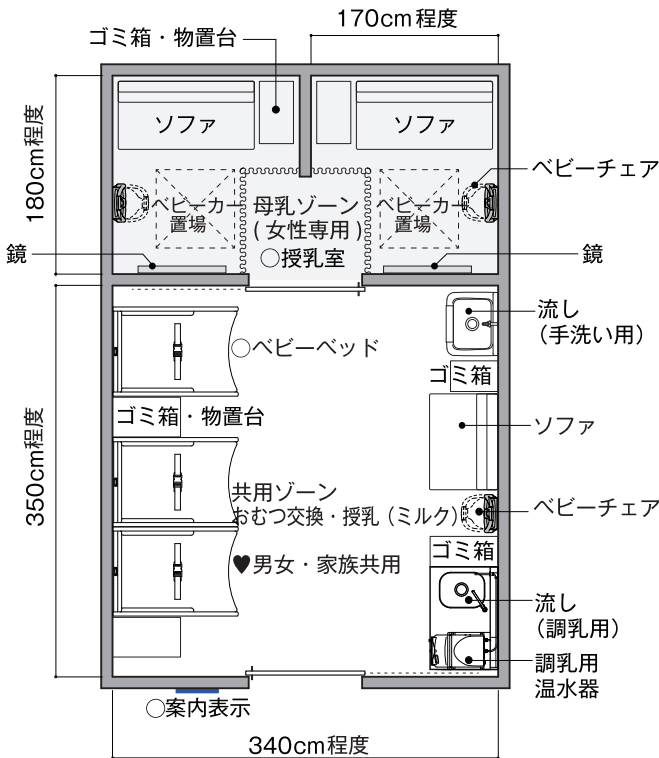 170cm程度
ゴミ箱・物置台
180cm程度
ソファ
ソファ
ベビーチェア
ベビーカー
置場
母乳ゾーン
(女性専用)
○授乳室
ベビーカー
置場
鏡
鏡
流し
(手洗い用)
○ベビーベッド
ゴミ箱
ゴミ箱・物置台
ソファ
350cm程度
共用ゾーン
おむつ交換・授乳(ミルク)
ベビーチェア
♥男女・家族共用
ゴミ箱
流し
(調乳用)
調乳用
温水器
○案内表示
340cm程度